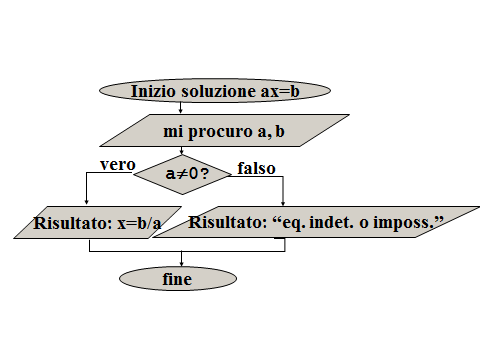 Inizio soluzione ax=b
mi procuro a, b
vero
a≠0?
falso
Risultato: x=b/a
Risultato: “eq. indet. o imposs.”
fine